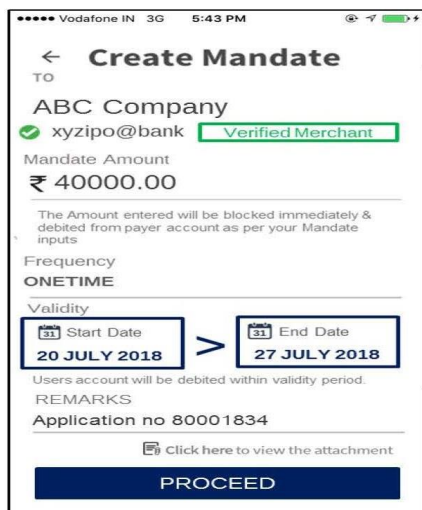 Vodafone IN 3G 5:43 PM
Create Mandate
TO
ABC Company
xyzipo@bank Verified Merchant
Mandate Amount
₹ 40000.00
The Amount entered will be blocked immediately &
debited from payer account as per your Mandate
inputs
Frequency
ONETIME
Validity
31 Start Date > 31 End Date
20 JULY 2018 27 JULY 2018
Users account will be debited within validity period.
REMARKS
Application no 80001834
Click here to view the attachment
PROCEED